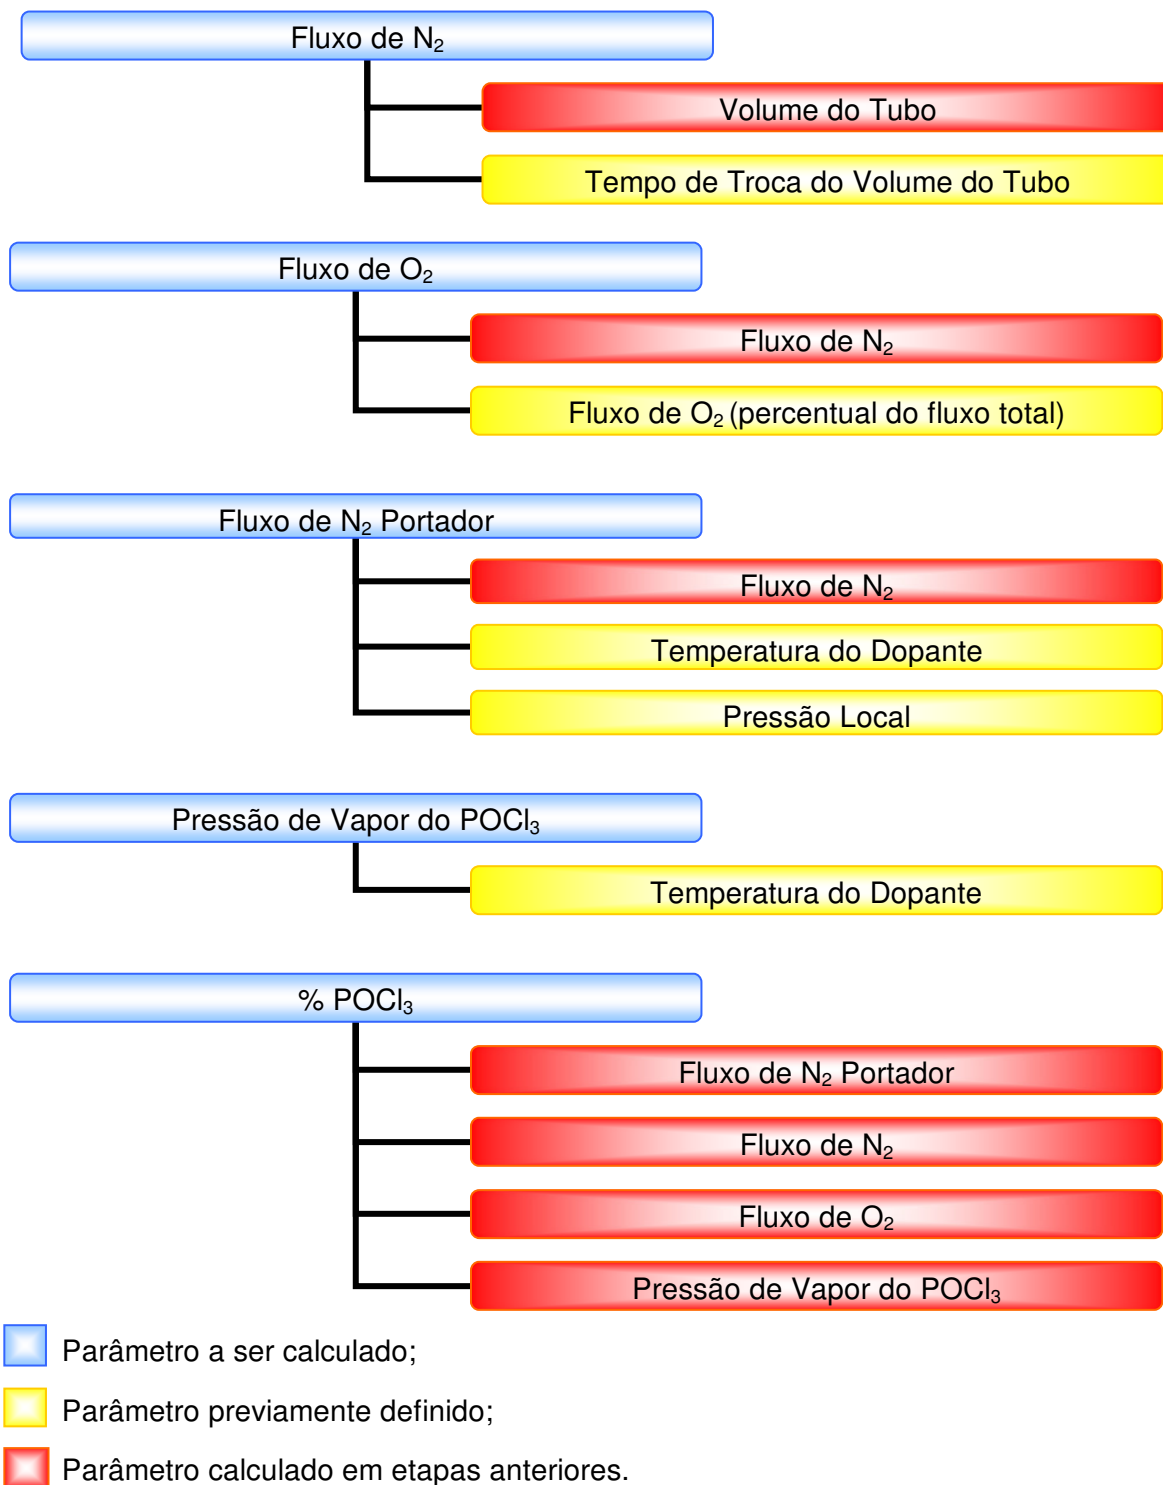 Fluxo de N₂
Volume do Tubo
Tempo de Troca do Volume do Tubo
Fluxo de O₂
Fluxo de N₂
Fluxo de O₂ (percentual do fluxo total)
Fluxo de N₂ Portador
Fluxo de N₂
Temperatura do Dopante
Pressão Local
Pressão de Vapor do POCl₃
Temperatura do Dopante
% POCl₃
Fluxo de N₂ Portador
Fluxo de N₂
Fluxo de O₂
Pressão de Vapor do POCl₃
Parâmetro a ser calculado;
Parâmetro previamente definido;
Parâmetro calculado em etapas anteriores.